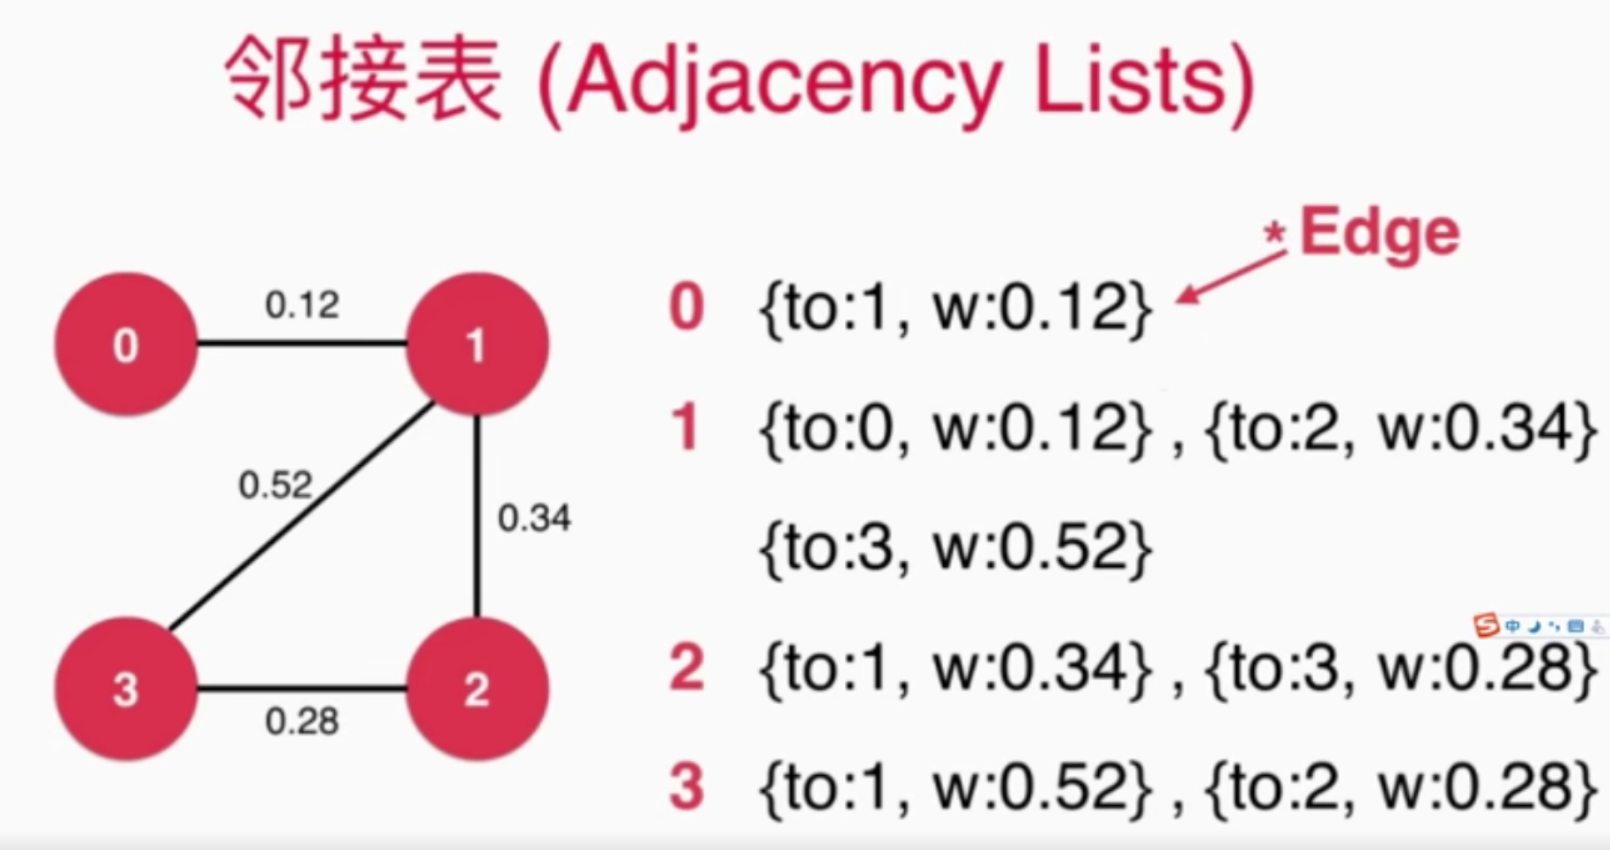 邻接表 (Adjacency Lists)
* Edge
0 {to:1, w:0.12}
1 {to:0, w:0.12} , {to:2, w:0.34}
{to:3, w:0.52}
2 {to:1, w:0.34} , {to:3, w:0.28}
3 {to:1, w:0.52} , {to:2, w:0.28}
0
0.12
1
0.52
0.34
3
0.28
2
S 中